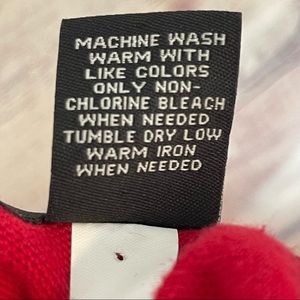 MACHINE WASH
WARM WITH
LIKE COLORS
ONLY NON-
CHLORINE BLEACH
WHEN NEEDED
TUMBLE DRY LOW
WARM IRON
WHEN NEEDED